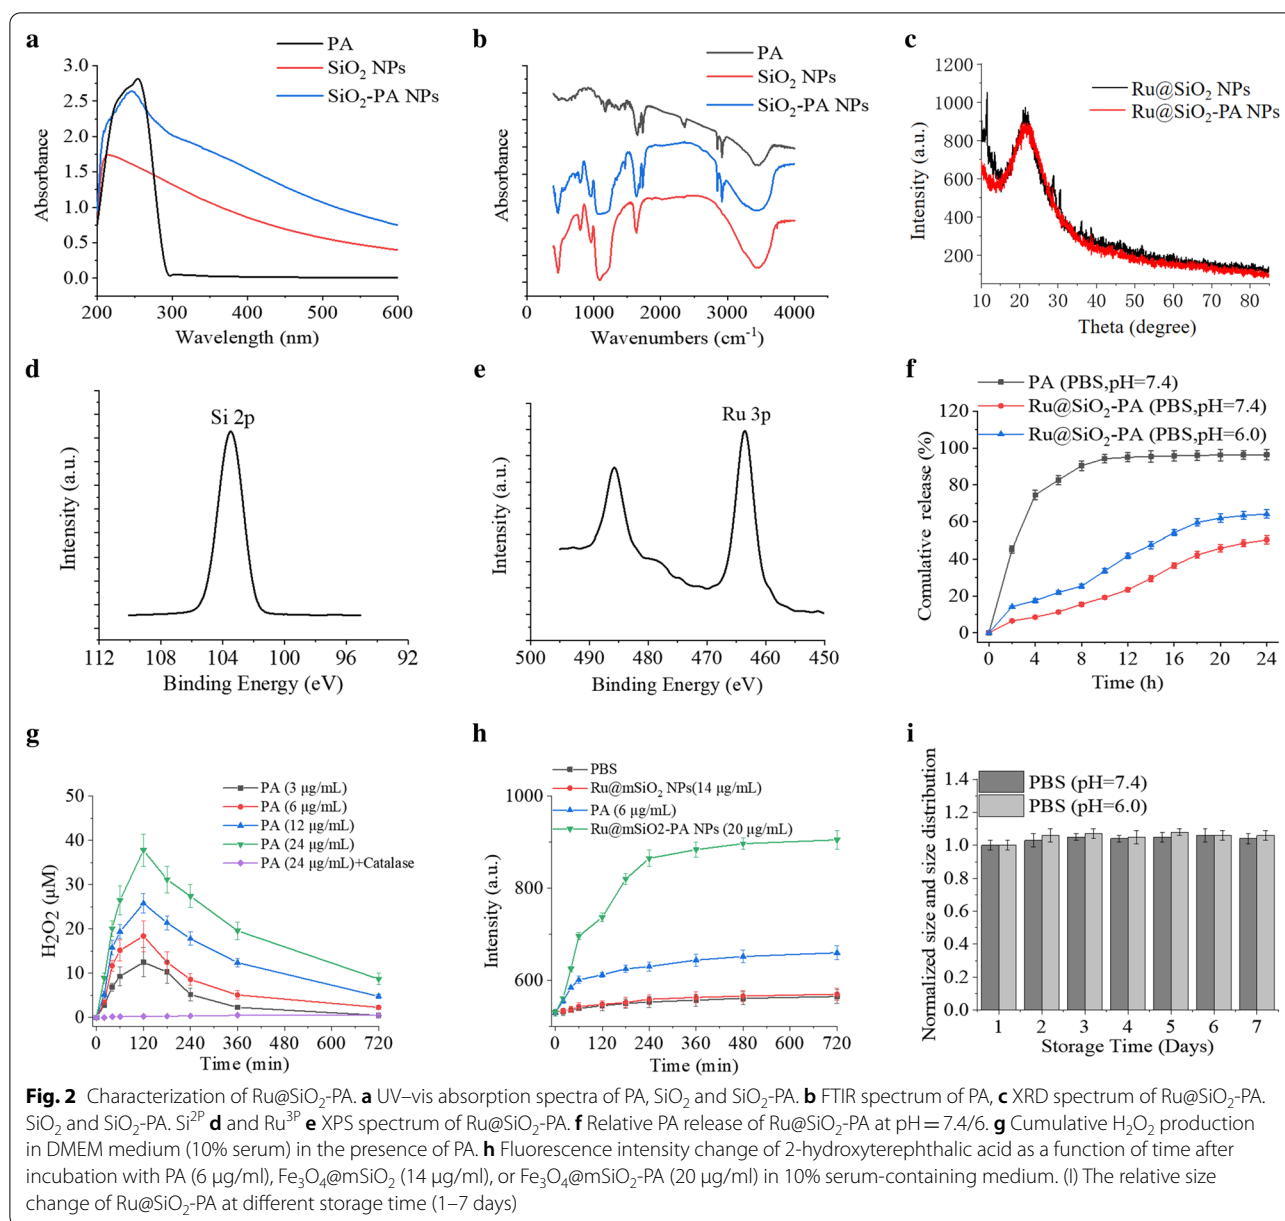 a
PA
SiO2 NPs
SiO2-PA NPs
3.0
2.5
2.0
1.5
1.0
0.5
0.0
Absorbance
200 300 400 500 600
Wavelength (nm)
b
PA
SiO2 NPs
SiO2-PA NPs
Absorbance
0 1000 2000 3000 4000
Wavenumbers (cm-1)
c
Ru@SiO2 NPs
Ru@SiO2-PA NPs
1000
800
600
400
200
Intensity (a.u.)
10 20 30 40 50 60 70 80
Theta (degree)
d
Si 2p
Intensity (a.u.)
112 108 104 100 96 92
Binding Energy (eV)
e
Ru 3p
Intensity (a.u.)
500 490 480 470 460 450
Binding Energy (eV)
f
PA (PBS,pH=7.4)
Ru@SiO2-PA (PBS,pH=7.4)
Ru@SiO2-PA (PBS,pH=6.0)
120
100
80
60
40
20
0
Comulative release (%)
0 4 8 12 16 20 24
Time (h)
g
PA (3 μg/mL)
PA (6 μg/mL)
PA (12 μg/mL)
PA (24 μg/mL)
PA (24 μg/mL)+Catalase
50
40
30
20
10
0
H2O2 (μM)
0 120 240 360 480 600 720
Time (min)
h
PBS
Ru@mSiO2 NPs(14 μg/mL)
PA (6 μg/mL)
Ru@mSiO2-PA NPs (20 μg/mL)
1000
800
600
Intensity (a.u.)
0 120 240 360 480 600 720
Time (min)
i
PBS (pH=7.4)
PBS (pH=6.0)
1.4
1.2
1.0
0.8
0.6
0.4
0.2
0.0
Normalized size and size distribution
1 2 3 4 5 6 7
Storage Time (Days)
Fig. 2 Characterization of Ru@SiO2-PA. a UV–vis absorption spectra of PA, SiO2 and SiO2-PA. b FTIR spectrum of PA, c XRD spectrum of Ru@SiO2-PA.
SiO2 and SiO2-PA. Si2P d and Ru3P e XPS spectrum of Ru@SiO2-PA. f Relative PA release of Ru@SiO2-PA at pH = 7.4/6. g Cumulative H2O2 production
in DMEM medium (10% serum) in the presence of PA. h Fluorescence intensity change of 2-hydroxyterephthalic acid as a function of time after
incubation with PA (6 μg/ml), Fe3O4@mSiO2 (14 μg/ml), or Fe3O4@mSiO2-PA (20 μg/ml) in 10% serum-containing medium. (I) The relative size
change of Ru@SiO2-PA at different storage time (1–7 days)